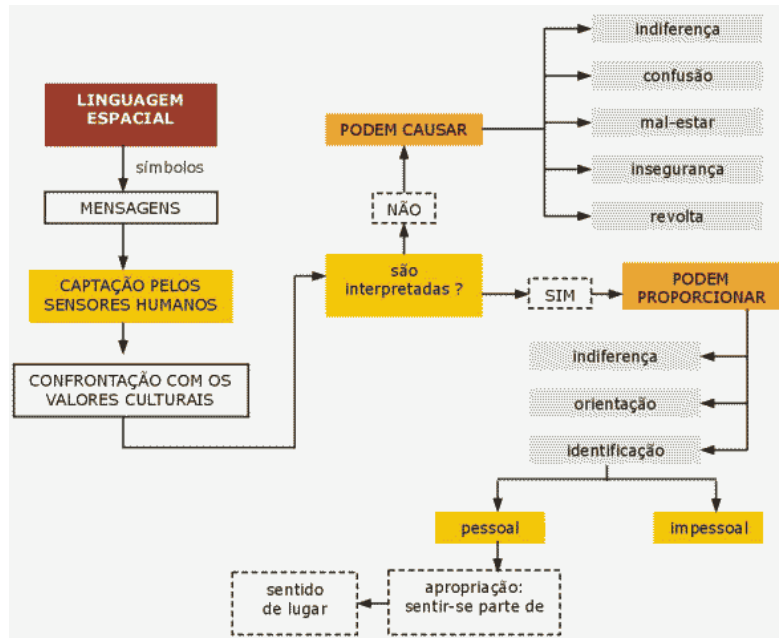 LINGUAGEM
ESPACIAL
símbolos
MENSAGENS
CAPTAÇÃO PELOS
SENSORES HUMANOS
CONFRONTAÇÃO COM OS
VALORES CULTURAIS
são
interpretadas ?
NÃO
PODEM CAUSAR
indiferença
confusão
mal-estar
insegurança
revolta
SIM
PODEM
PROPORCIONAR
indiferença
orientação
identificação
pessoal
impessoal
apropriação:
sentir-se parte de
sentido
de lugar